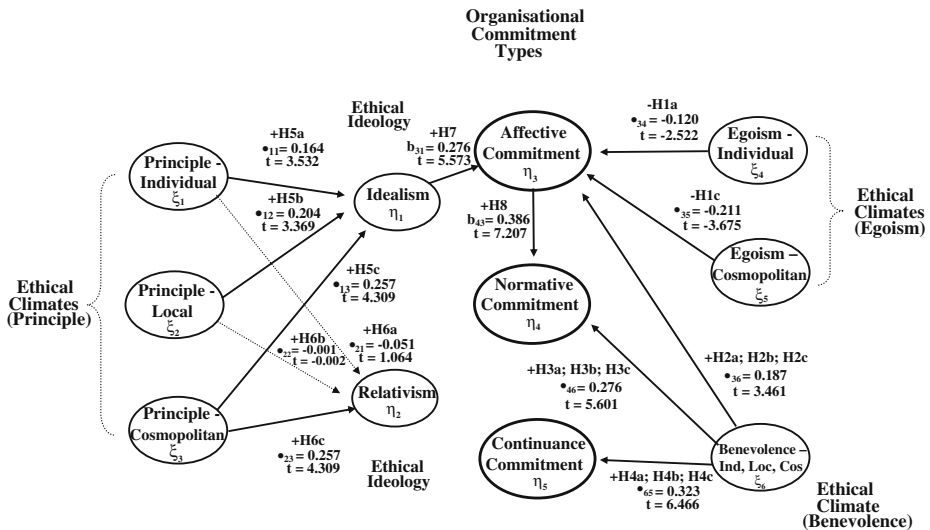 Organisational
Commitment
Types
Ethical
Ideology
+H5a
•11= 0.164
t = 3.532
+H7
b31= 0.276
t = 5.573
-H1a
•34= -0.120
t = -2.522
Principle -
Individual
ξ1
Affective
Commitment
η3
Egoism -
Individual
ξ4
+H5b
•12= 0.204
t = 3.369
Idealism
η1
+H8
b43= 0.386
t = 7.207
-H1c
•35= -0.211
t = -3.675
Ethical
Climates
(Egoism)
Egoism –
Cosmopolitan
ξ5
Ethical
Climates
(Principle)
Principle -
Local
ξ2
+H5c
•13= 0.257
t = 4.309
Normative
Commitment
η4
+H6b
•22= -0.001
t = -0.002
+H6a
•21= -0.051
t = 1.064
+H3a; H3b; H3c
•46= 0.276
t = 5.601
+H2a; H2b; H2c
•36= 0.187
t = 3.461
Relativism
η2
Principle -
Cosmopolitan
ξ3
+H6c
•23= 0.257
t = 4.309
Ethical
Ideology
Continuance
Commitment
η5
Benevolence –
Ind, Loc, Cos
ξ6
+H4a; H4b; H4c
•65= 0.323
t = 6.466
Ethical
Climate
(Benevolence)